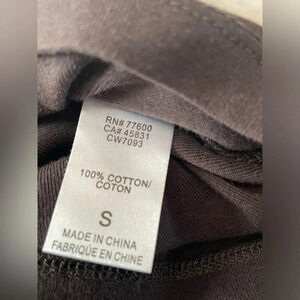 RN# 77600
CA# 45831
CW7093
100% COTTON/
COTON
S
MADE IN CHINA
FABRIQUÉ EN CHINE